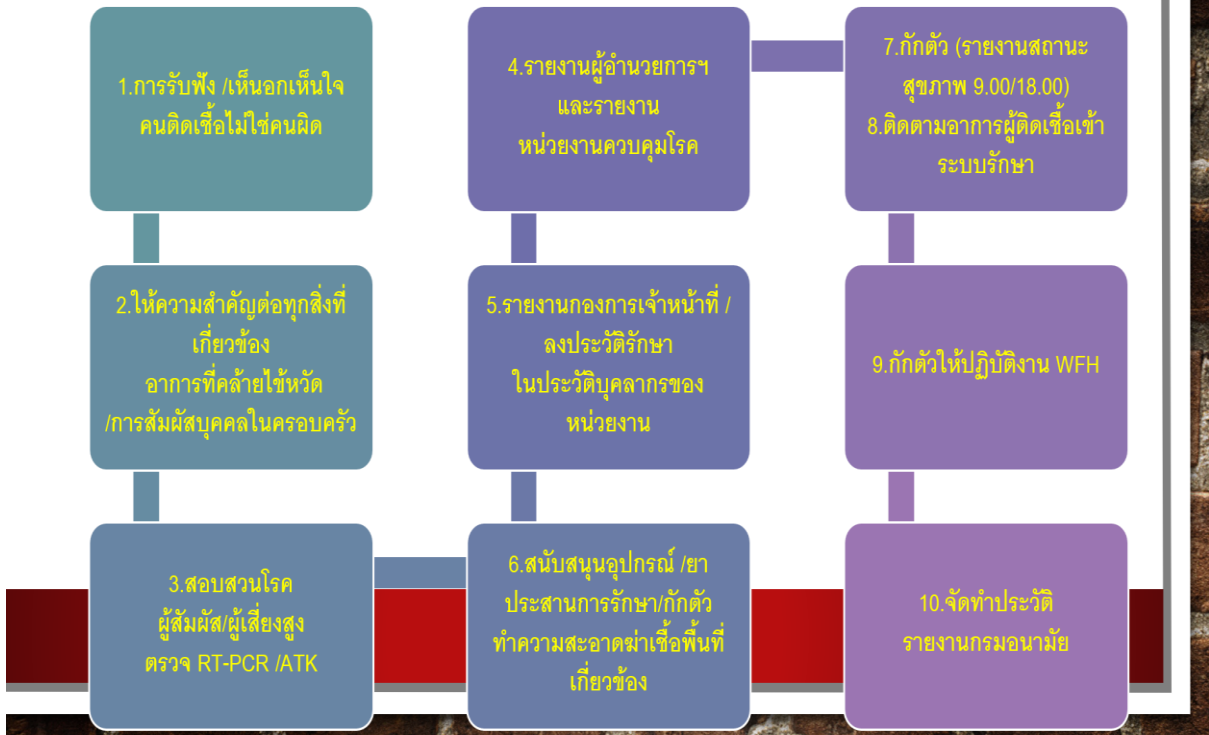 1.การรับฟัง /เห็นอกเห็นใจ
คนติดเชื้อไม่ใช่คนผิด
2.ให้ความสำคัญต่อทุกสิ่งที่
เกี่ยวข้อง
อาการที่คล้ายไข้หวัด
/การสัมผัสบุคคลในครอบครัว
3.สอบสวนโรค
ผู้สัมผัส/ผู้เสี่ยงสูง
ตรวจ RT-PCR /ATK
4.รายงานผู้อำนวยการฯ
และรายงาน
หน่วยงานควบคุมโรค
5.รายงานกองการเจ้าหน้าที่ /
ลงประวัติรักษา
ในประวัติบุคลากรของ
หน่วยงาน
6.สนับสนุนอุปกรณ์ /ยา
ประสานการรักษา/กักตัว
ทำความสะอาดฆ่าเชื้อพื้นที่
เกี่ยวข้อง
7.กักตัว (รายงานสถานะ
สุขภาพ 9.00/18.00)
8.ติดตามอาการผู้ติดเชื้อเข้า
ระบบรักษา
9.กักตัวให้ปฏิบัติงาน WFH
10.จัดทำประวัติ
รายงานกรมอนามัย